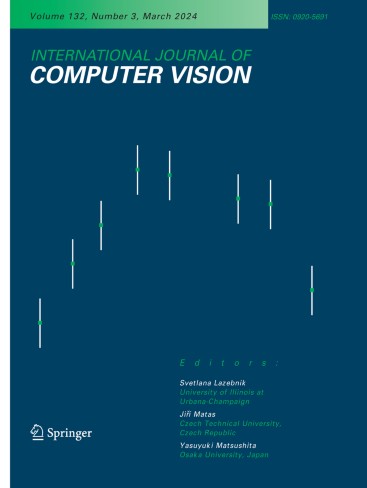 Volume 132, Number 3, March 2024
ISSN: 0920-5691
INTERNATIONAL JOURNAL OF
COMPUTER VISION
Editors:
Svetlana Lazebnik
University of Illinois at
Urbana-Champaign
Jiří Matas
Czech Technical University,
Czech Republic
Yasuyuki Matsushita
Osaka University, Japan
Springer